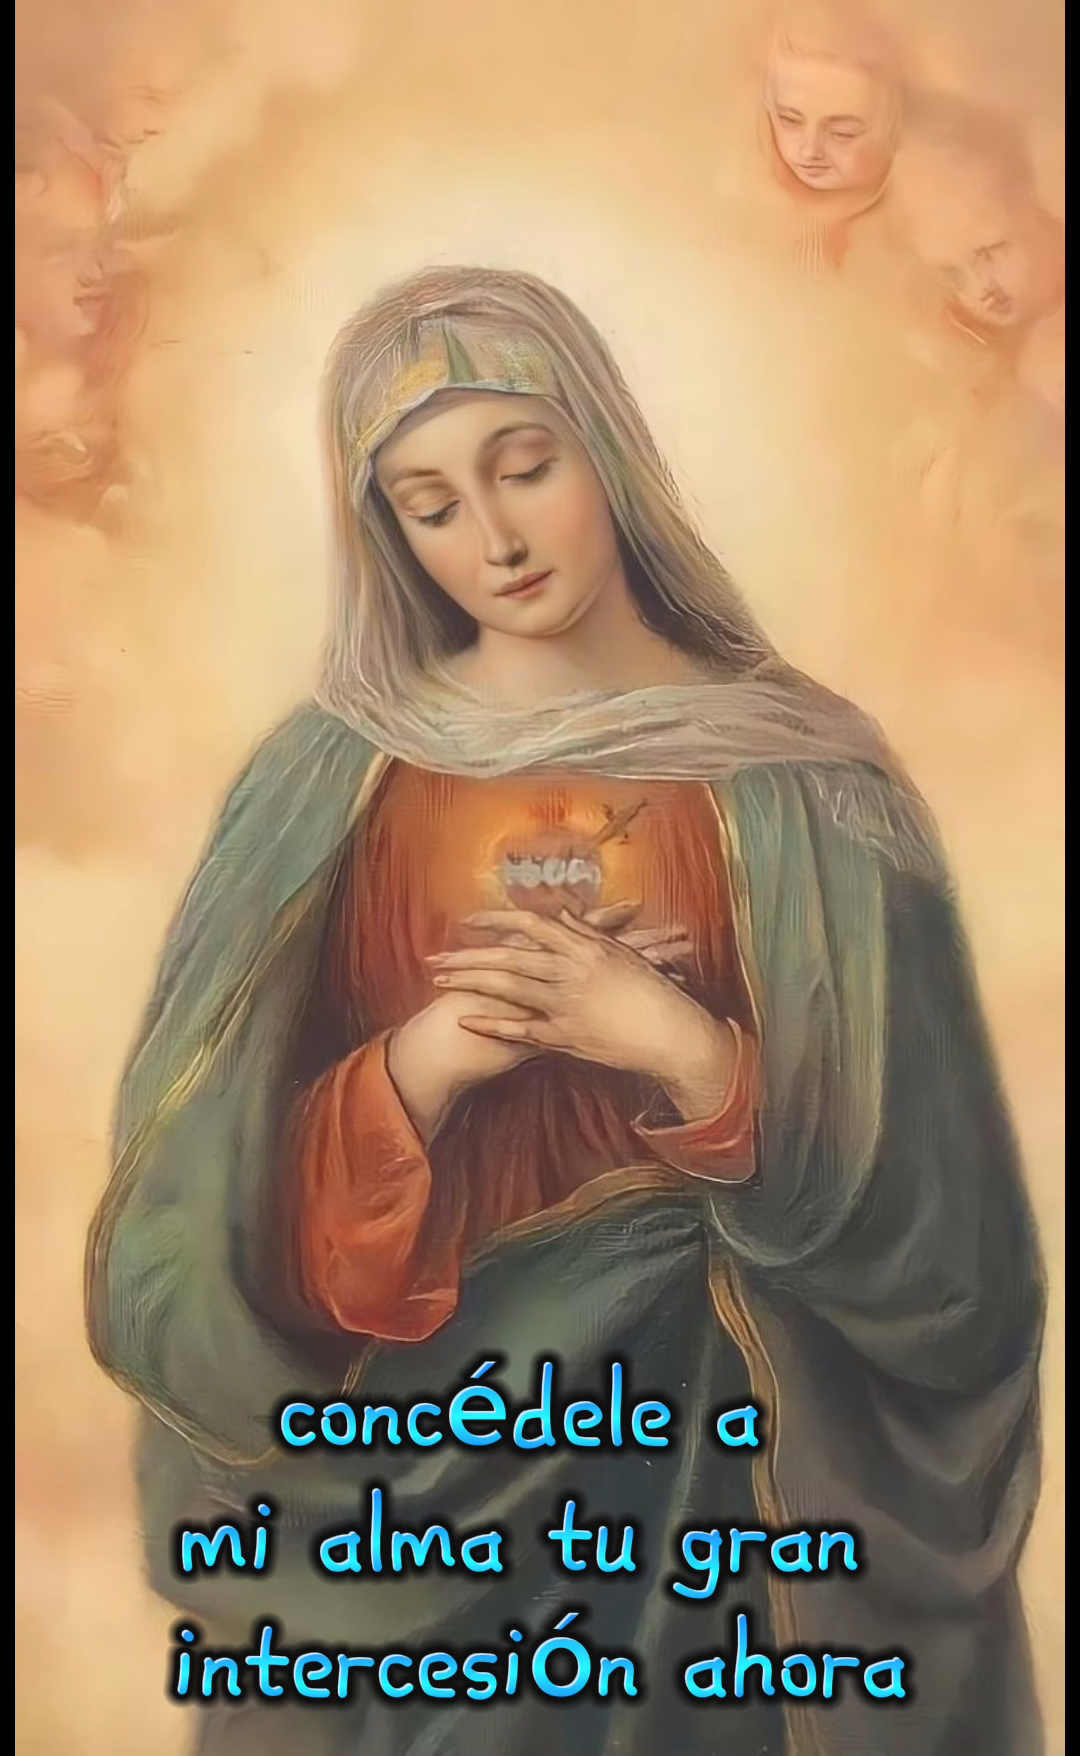 concédele a
mi alma tu gran
intercesión ahora